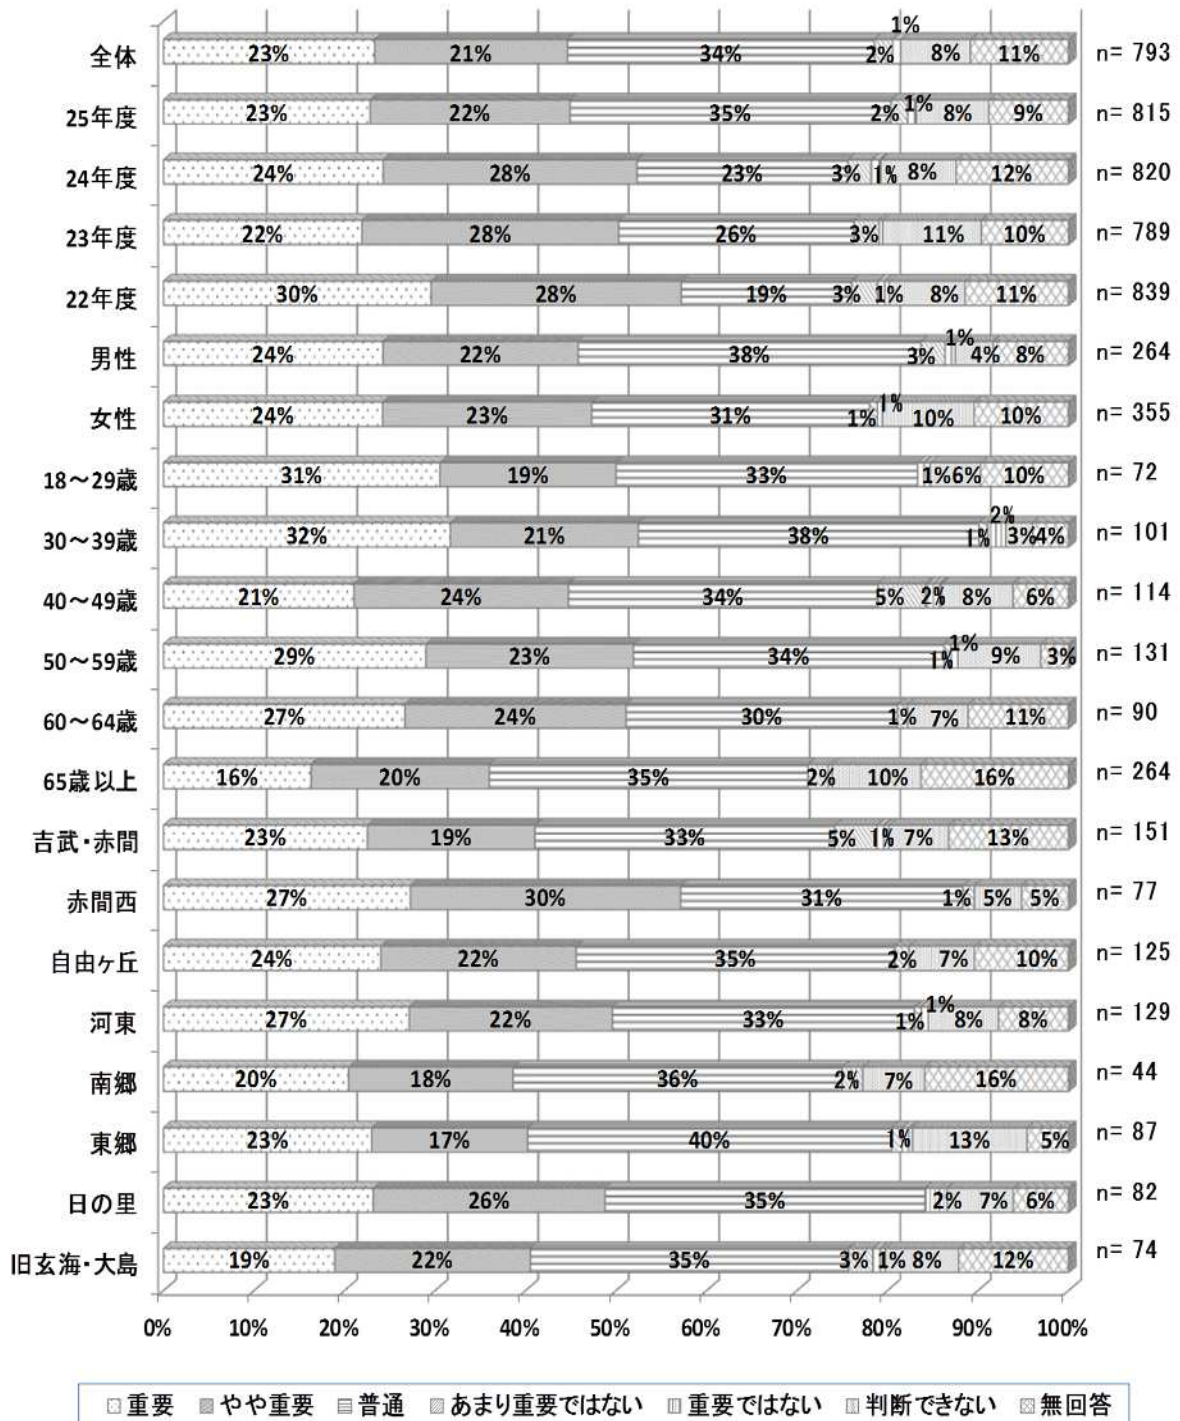 全体 23% 21% 34% 2% 1% 8% 11% n= 793
25年度 23% 22% 35% 2% 1% 8% 9% n= 815
24年度 24% 28% 23% 3% 1% 8% 12% n= 820
23年度 22% 28% 26% 3% 11% 10% n= 789
22年度 30% 28% 19% 3% 1% 8% 11% n= 839
男性 24% 22% 38% 3% 1% 4% 8% n= 264
女性 24% 23% 31% 1% 1% 10% 10% n= 355
18～29歳 31% 19% 33% 1% 6% 10% n= 72
30～39歳 32% 21% 38% 1% 2% 3% 4% n= 101
40～49歳 21% 24% 34% 5% 2% 8% 6% n= 114
50～59歳 29% 23% 34% 1% 1% 9% 3% n= 131
60～64歳 27% 24% 30% 1% 7% 11% n= 90
65歳以上 16% 20% 35% 2% 10% 16% n= 264
吉武・赤間 23% 19% 33% 5% 1% 7% 13% n= 151
赤間西 27% 30% 31% 1% 5% 5% n= 77
自由ヶ丘 24% 22% 35% 2% 7% 10% n= 125
河東 27% 22% 33% 1% 1% 8% 8% n= 129
南郷 20% 18% 36% 2% 7% 16% n= 44
東郷 23% 17% 40% 1% 13% 5% n= 87
日の里 23% 26% 35% 2% 7% 6% n= 82
旧玄海・大島 19% 22% 35% 3% 1% 8% 12% n= 74
0% 10% 20% 30% 40% 50% 60% 70% 80% 90% 100%
重要 やや重要 普通 あまり重要ではない 重要ではない 判断できない 無回答